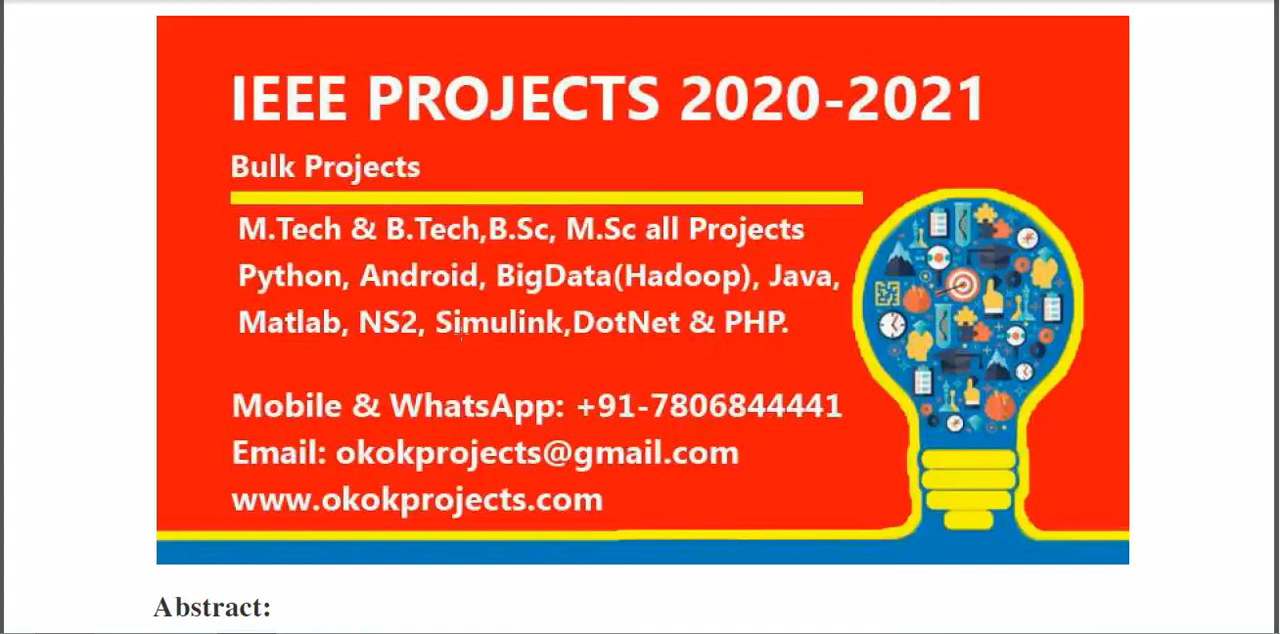 IEEE PROJECTS 2020-2021
Bulk Projects
M.Tech & B.Tech,B.Sc, M.Sc all Projects
Python, Android, BigData(Hadoop), Java,
Matlab, NS2, Simulink,DotNet & PHP.
Mobile & WhatsApp: +91-7806844441
Email: okokprojects@gmail.com
www.okokprojects.com
Abstract: